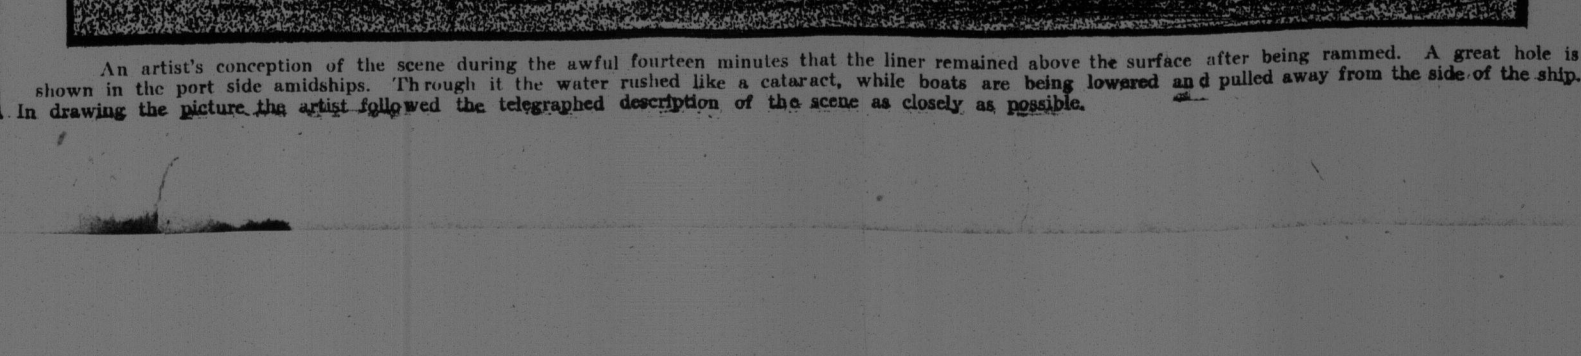 An artist's conception of the scene during the awful fourteen minutes that the liner remained above the surface after being rammed. A great hole is
shown in the port side amidships. Through it the water rushed like a cataract, while boats are being lowered and pulled away from the side of the ship.
In drawing the picture the artist followed the telegraphed description of the scene as closely as possible.